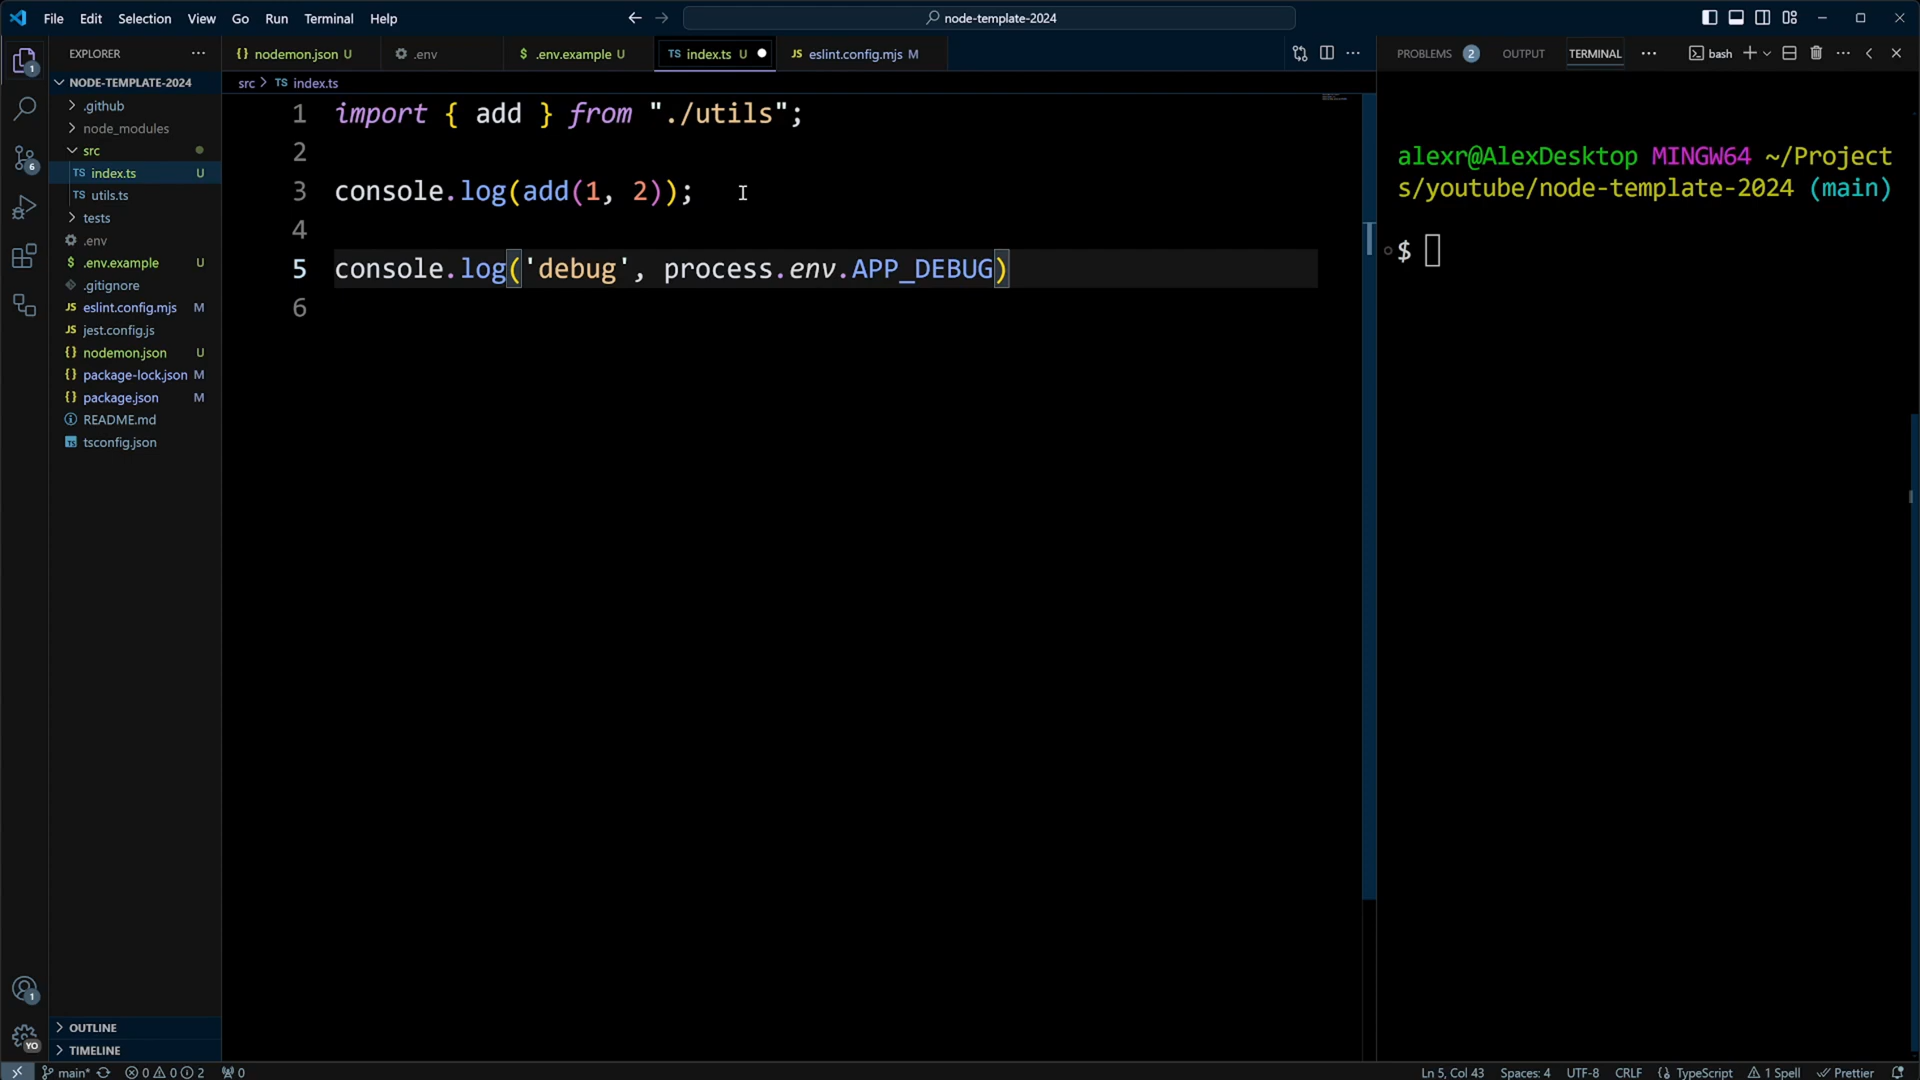 File Edit Selection View Go Run Terminal Help
node-template-2024
EXPLORER
NODE-TEMPLATE-2024
.github
node_modules
src
TS index.ts U
TS utils.ts
tests
.env
$ .env.example U
.gitignore
JS eslint.config.mjs M
JS jest.config.js
{} nodemon.json U
{} package-lock.json M
{} package.json M
README.md
TS tsconfig.json
OUTLINE
TIMELINE
1
6
1
YO
{} nodemon.json U
.env
$ .env.example U
TS index.ts U
JS eslint.config.mjs M
src > TS index.ts
1 import { add } from "./utils";
2
3 console.log(add(1, 2));
4
5 console.log('debug', process.env.APP_DEBUG)
6
PROBLEMS 2 OUTPUT TERMINAL ··· bash
alexr@AlexDesktop MINGW64 ~/Project
s/youtube/node-template-2024 (main)
$
main* 0 0 2 0
Ln 5, Col 43 Spaces: 4 UTF-8 CRLF {} TypeScript 1 Spell Prettier